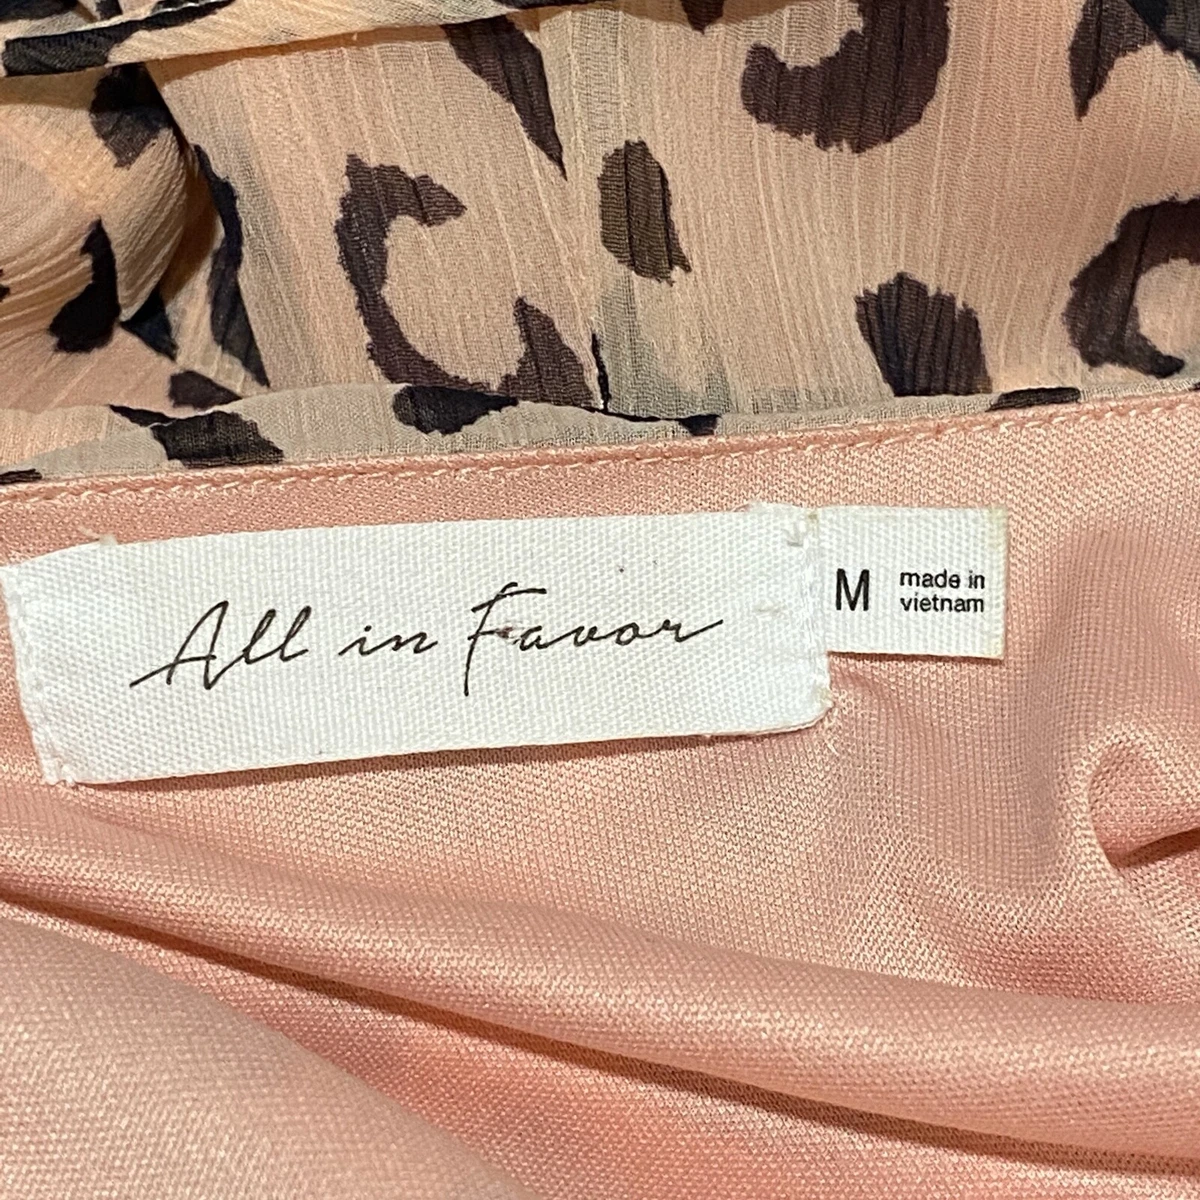 All in Favor
M
made in
vietnam